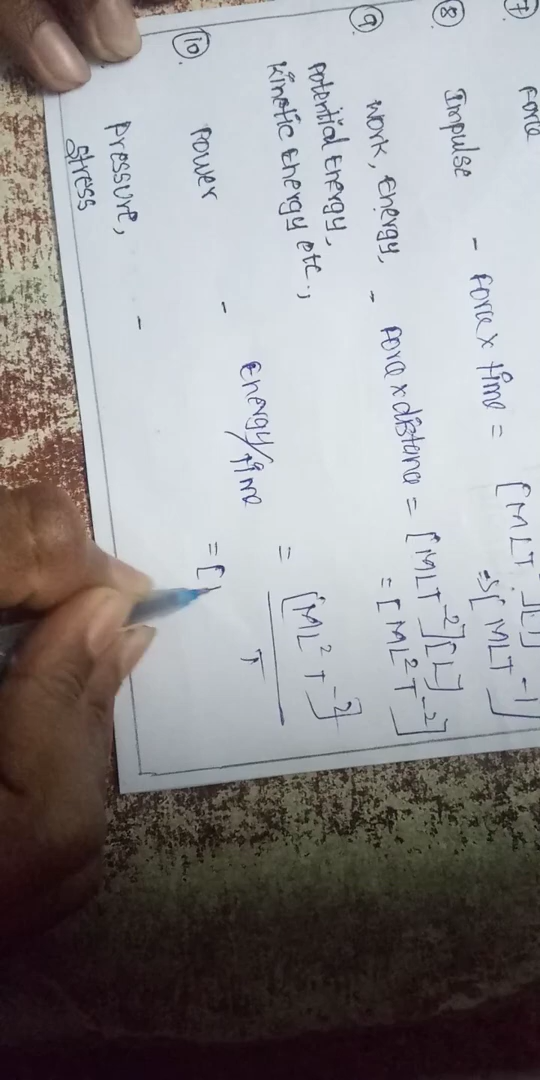 7.
Force
8. Impulse - Force x time = [MLT
][T]
=> [MLT-1]
9. Work, Energy, - Force x distance = [MLT-2][L]
Potential Energy, = [ML2T-2]
Kinetic Energy etc.,
10. Power - Energy/time = [ML2T-2]
T
= [
Pressure, -
Stress